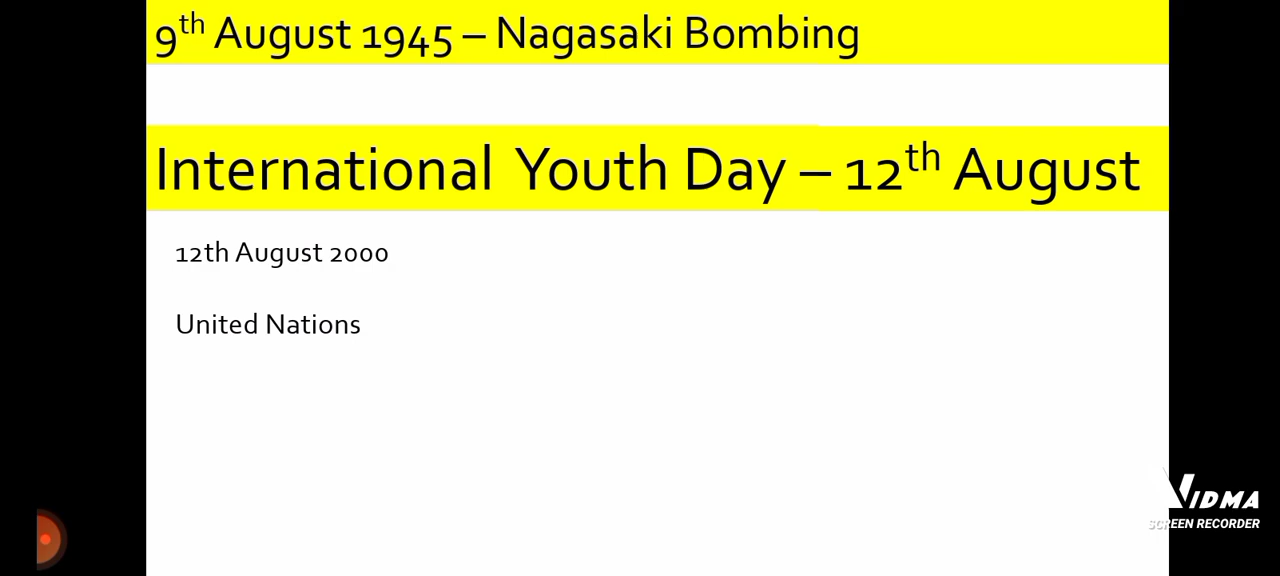 9th August 1945 – Nagasaki Bombing
International Youth Day – 12th August
12th August 2000
United Nations
VIDMA
SCREEN RECORDER